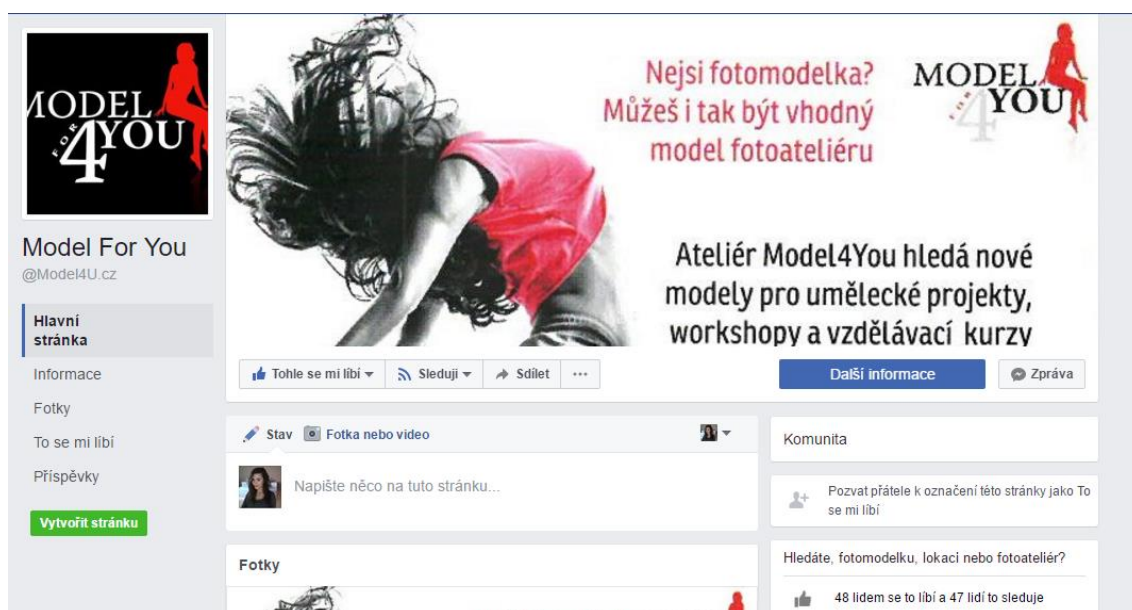 MODEL
FOR
4YOU
Nejsi fotomodelka?
Můžeš i tak být vhodný
model fotoateliéru
MODEL
FOR
4YOU
Ateliér Model4You hledá nové
modely pro umělecké projekty,
workshopy a vzdělávací kurzy
Model For You
@Model4U.cz
Hlavní
stránka
Informace
Fotky
To se mi líbí
Příspěvky
Vytvořit stránku
Tohle se mi líbí
Sleduji
Sdílet
Další informace
Zpráva
Stav
Fotka nebo video
Napište něco na tuto stránku...
Fotky
Komunita
Pozvat přátele k označení této stránky jako To
se mi líbí
Hledáte, fotomodelku, lokaci nebo fotoateliér?
48 lidem se to líbí a 47 lidí to sleduje